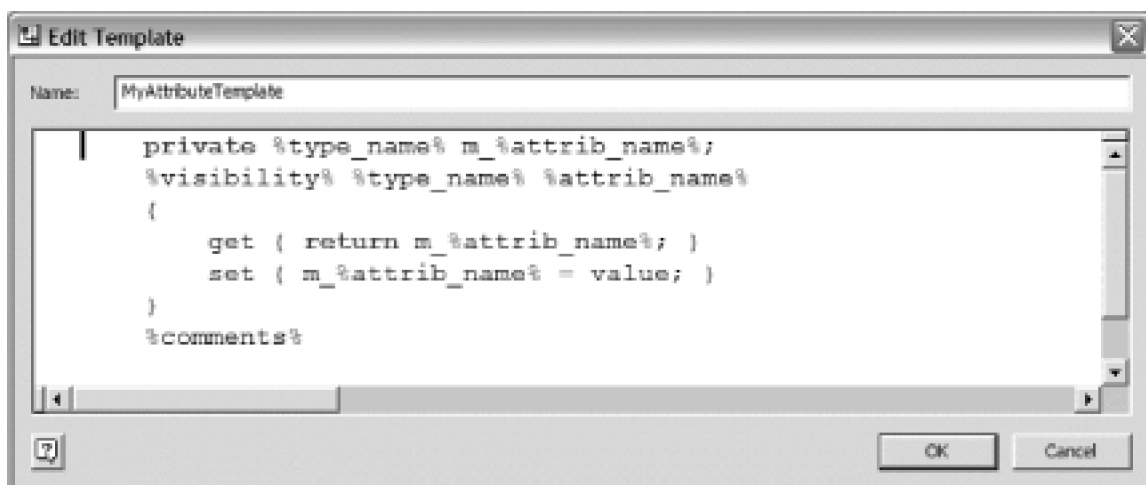 Edit Template
Name: MyAttributeTemplate
private %type_name% m_%attrib_name%;
%visibility% %type_name% %attrib_name%
{
get { return m_%attrib_name%; }
set { m_%attrib_name% = value; }
}
%comments%
OK Cancel